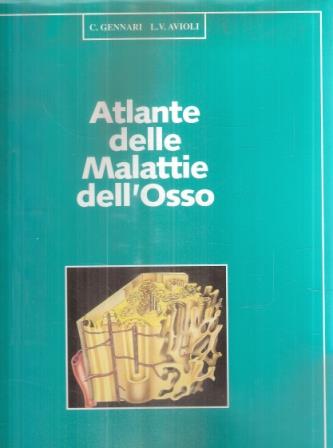 C. GENNARI L.V. AVIOLI
Atlante
delle
Malattie
dell'Osso